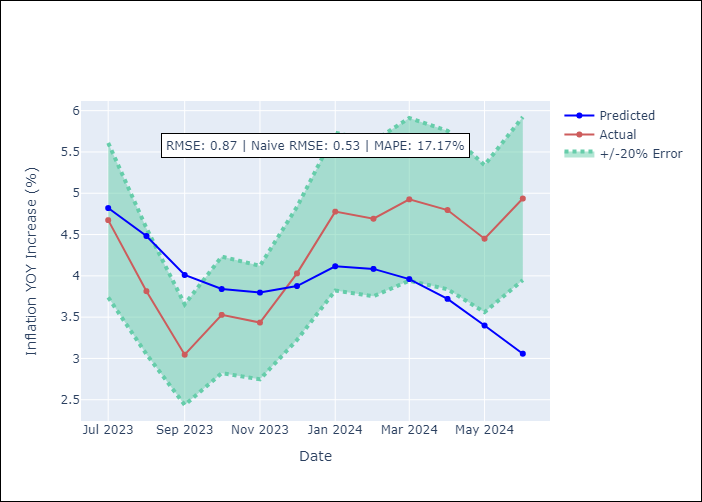 RMSE: 0.87 | Naive RMSE: 0.53 | MAPE: 17.17%
Predicted
Actual
+/-20% Error
Inflation YOY Increase (%)
6
5.5
5
4.5
4
3.5
3
2.5
Jul 2023
Sep 2023
Nov 2023
Jan 2024
Mar 2024
May 2024
Date